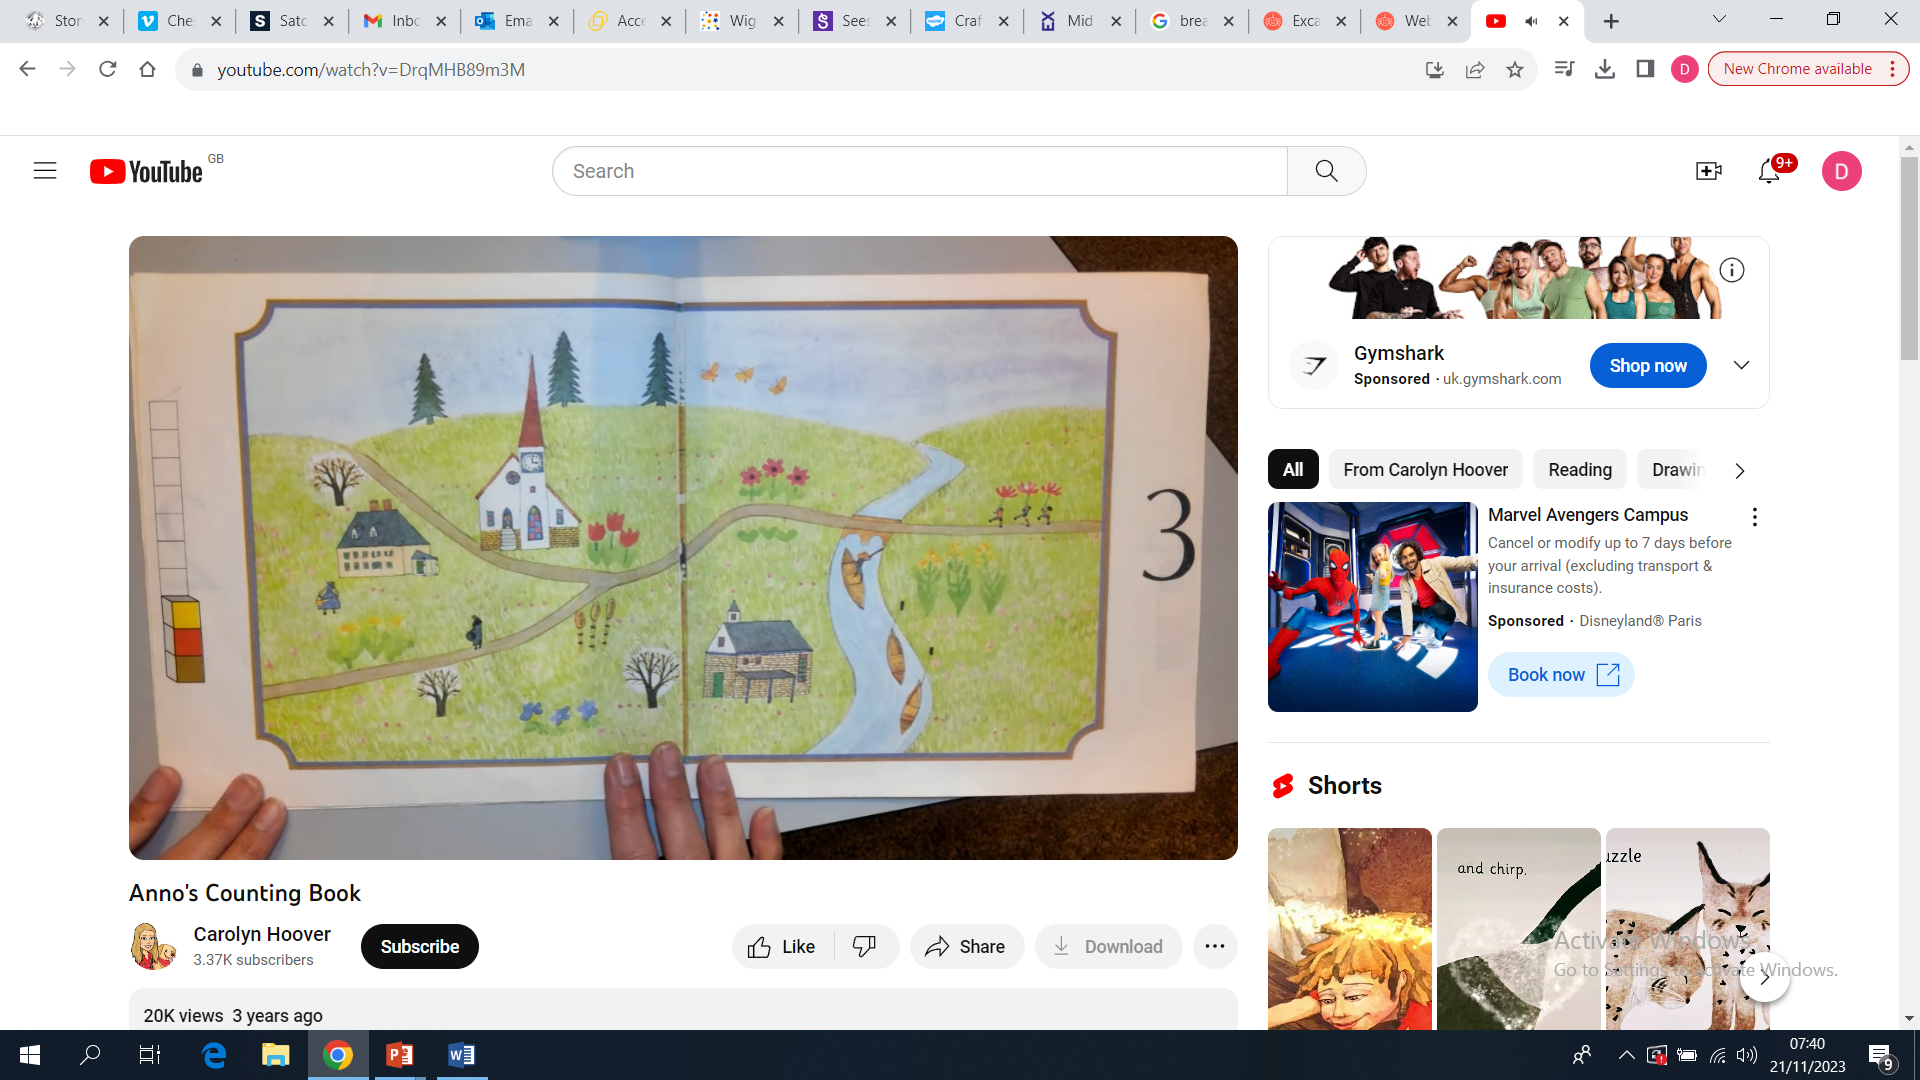 Stor
Che
Satc
Inbc
Ema
Acce
Wig
Sees
Craf
Mid
brea
Exca
Web
youtube.com/watch?v=DrqMHB89m3M
D
New Chrome available
YouTube GB
Search
9+
D
3
Gymshark
Sponsored · uk.gymshark.com
Shop now
All
From Carolyn Hoover
Reading
Drawin
Marvel Avengers Campus
Cancel or modify up to 7 days before
your arrival (excluding transport &
insurance costs).
Sponsored · Disneyland® Paris
Book now
Shorts
and chirp.
uzzle
Anno's Counting Book
Carolyn Hoover
3.37K subscribers
Subscribe
Like
Share
Download
20K views 3 years ago
Activate Windows
Go to Settings to activate Windows.
07:40
21/11/2023
9